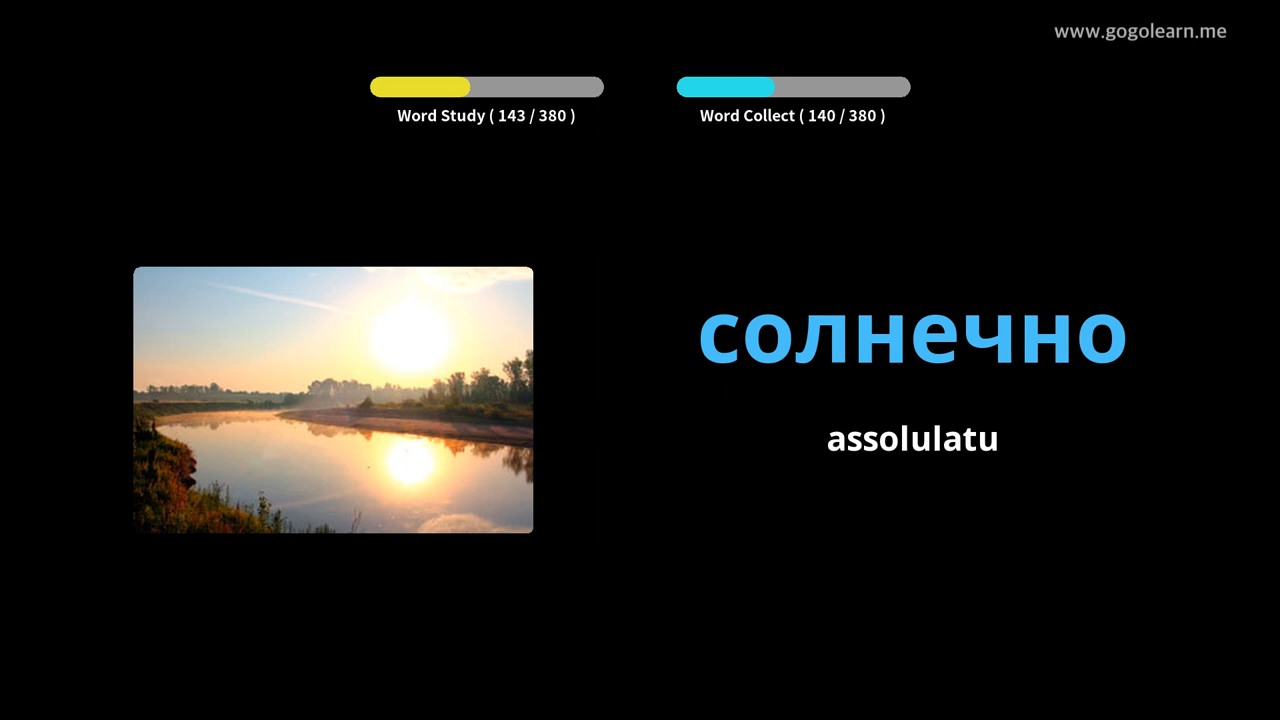 www.gogolearn.me
Word Study ( 143 / 380 )
Word Collect ( 140 / 380 )
солнечно
assolulatu